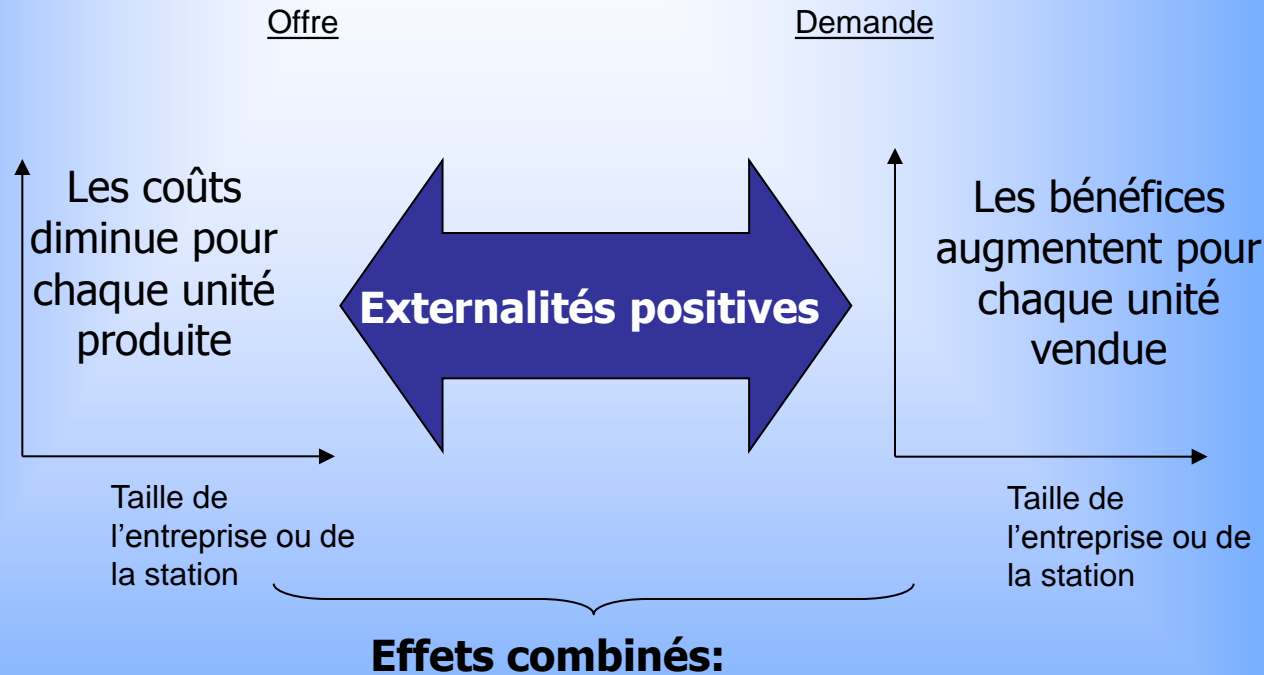 Offre
Demande
Les coûts
diminue pour
chaque unité
produite
Externalités positives
Les bénéfices
augmentent pour
chaque unité
vendue
Taille de
l’entreprise ou de
la station
Taille de
l’entreprise ou de
la station
Effets combinés: